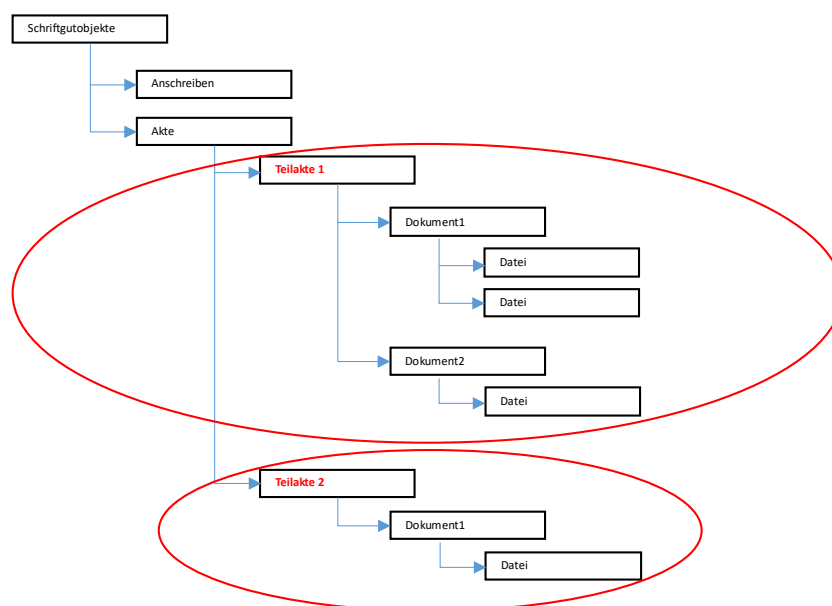 Schriftgutobjekte
Anschreiben
Akte
Teilakte 1
Dokument1
Datei
Datei
Dokument2
Datei
Teilakte 2
Dokument1
Datei